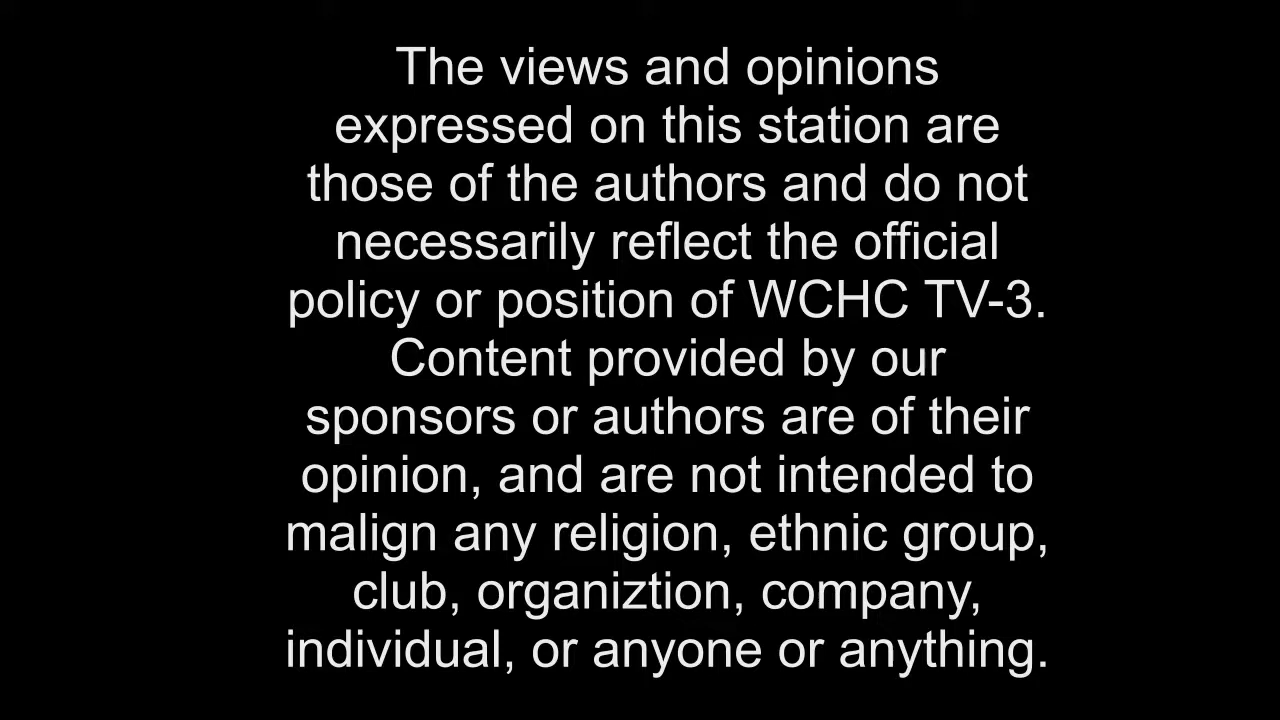 The views and opinions
expressed on this station are
those of the authors and do not
necessarily reflect the official
policy or position of WCHC TV-3.
Content provided by our
sponsors or authors are of their
opinion, and are not intended to
malign any religion, ethnic group,
club, organiztion, company,
individual, or anyone or anything.